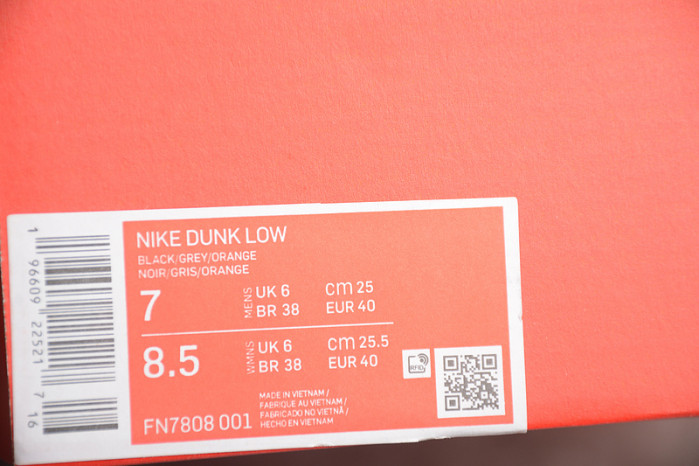 NIKE DUNK LOW
BLACK/GREY/ORANGE
NOIR/GRIS/ORANGE
7 MENS UK 6 cm 25
BR 38 EUR 40
8.5 WMNS UK 6 cm 25.5
BR 38 EUR 40
RFID
MADE IN VIETNAM /
FABRIQUE AU VIETNAM /
FABRICADO NO VIETNÃ /
HECHO EN VIETNAM
FN7808 001
1 96609 22521 7 16